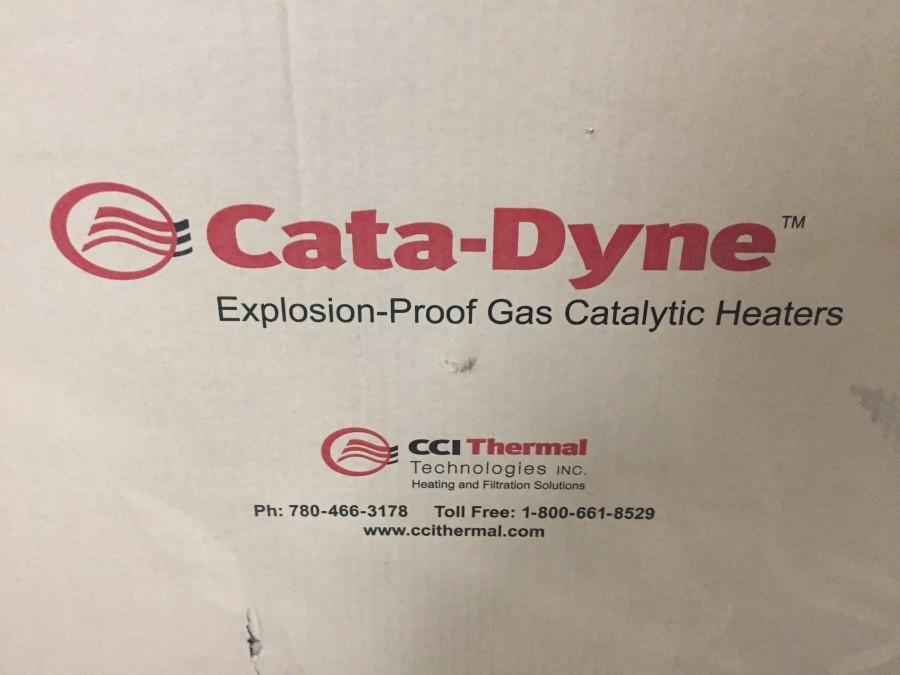 Cata-Dyne™
Explosion-Proof Gas Catalytic Heaters
CCI Thermal
Technologies INC.
Heating and Filtration Solutions
Ph: 780-466-3178 Toll Free: 1-800-661-8529
www.ccithermal.com